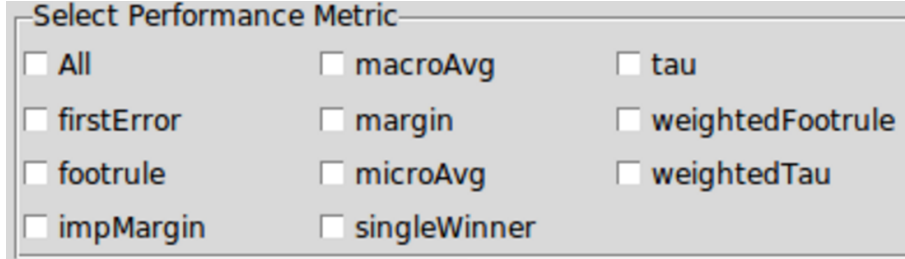 Select Performance Metric
All macroAvg tau
firstError margin weightedFootrule
footrule microAvg weightedTau
impMargin singleWinner